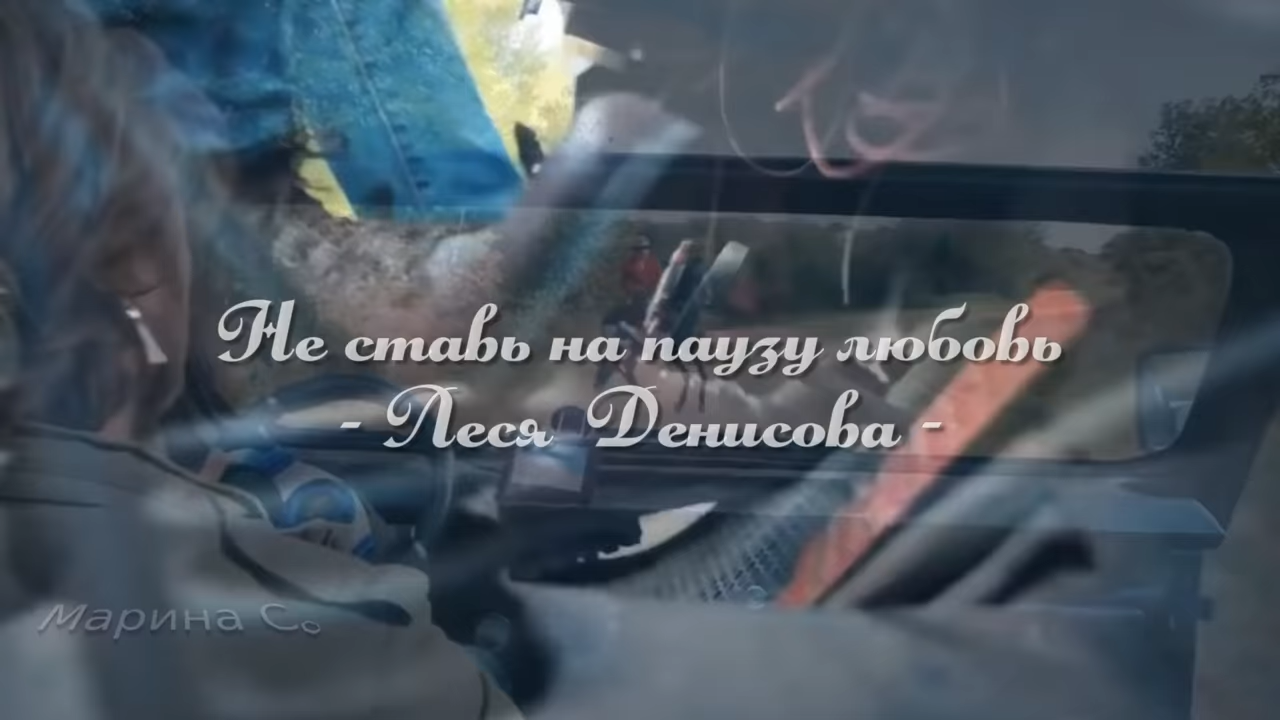 Не ставь на паузу любовь
- Леся Денисова -
Марина С.